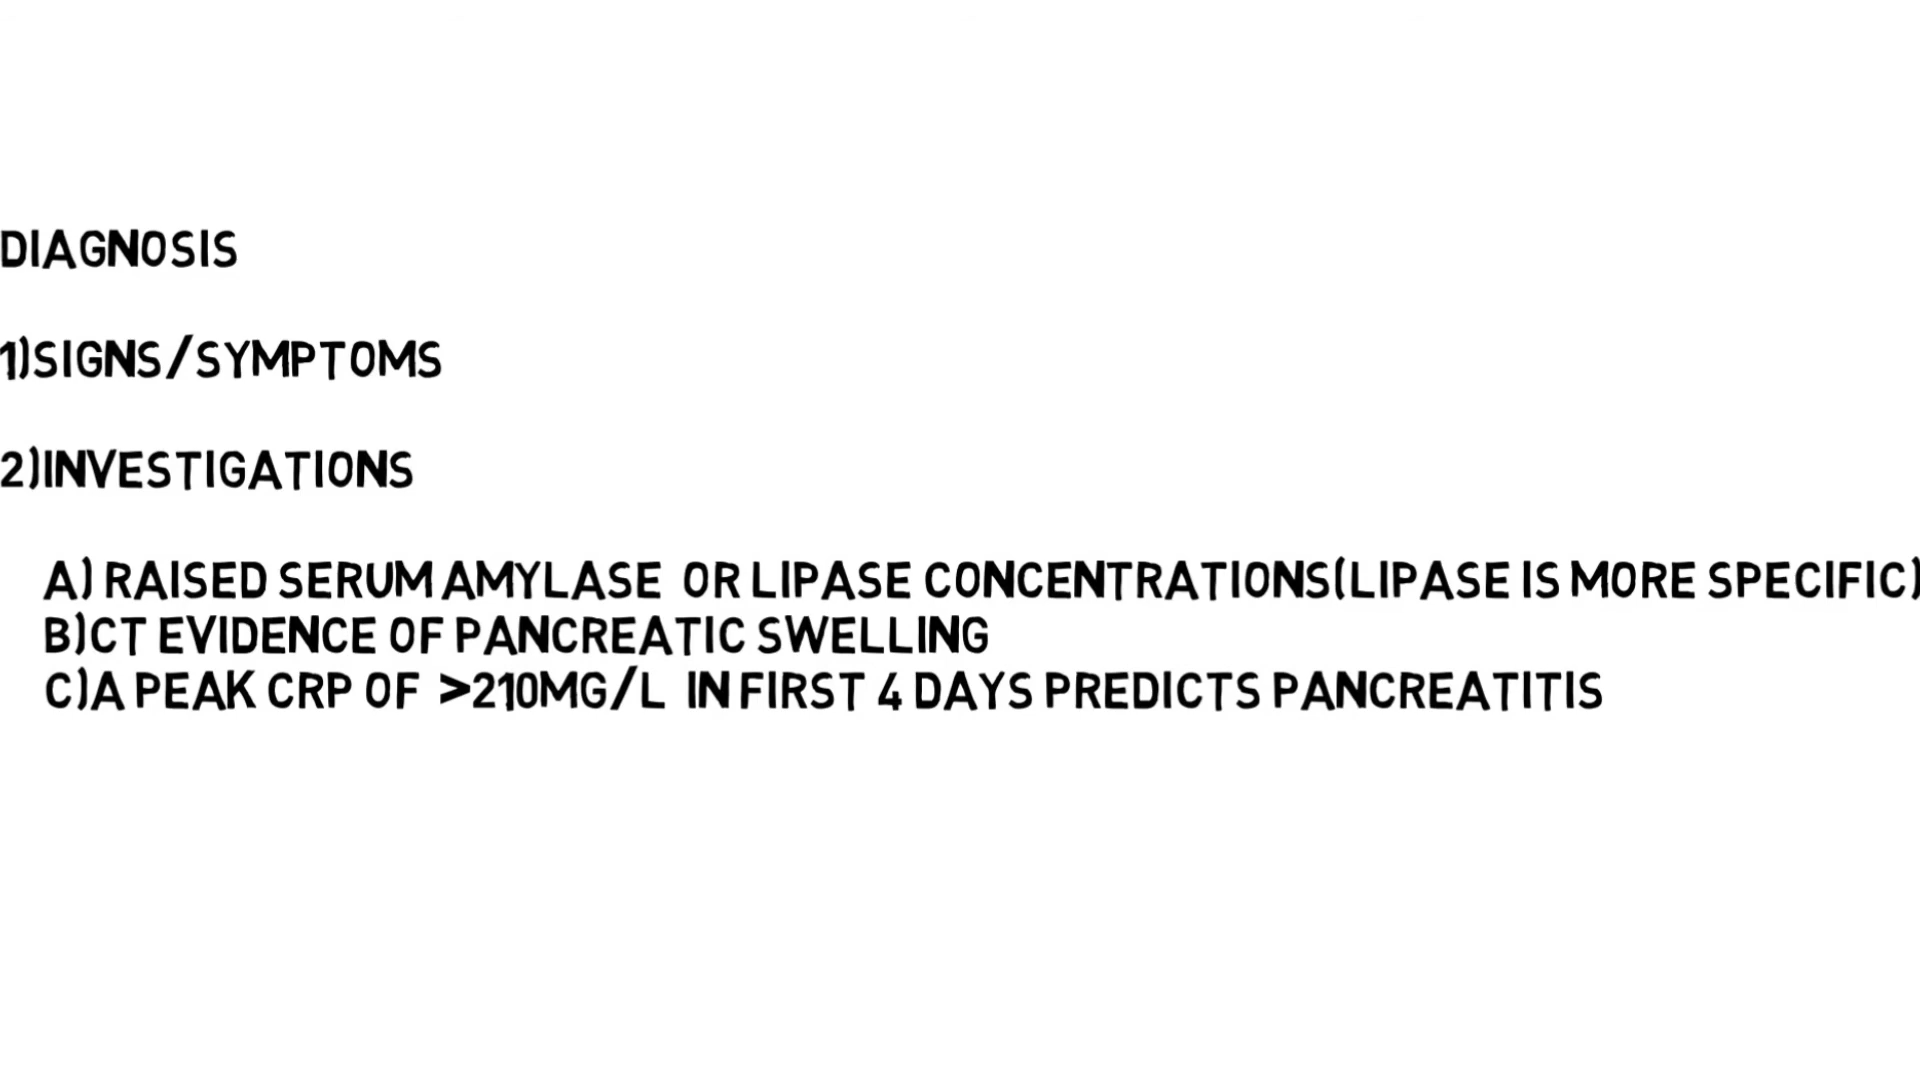 DIAGNOSIS
1)SIGNS/SYMPTOMS
2)INVESTIGATIONS
A) RAISED SERUM AMYLASE OR LIPASE CONCENTRATIONS(LIPASE IS MORE SPECIFIC)
B)CT EVIDENCE OF PANCREATIC SWELLING
C)A PEAK CRP OF >210MG/L IN FIRST 4 DAYS PREDICTS PANCREATITIS